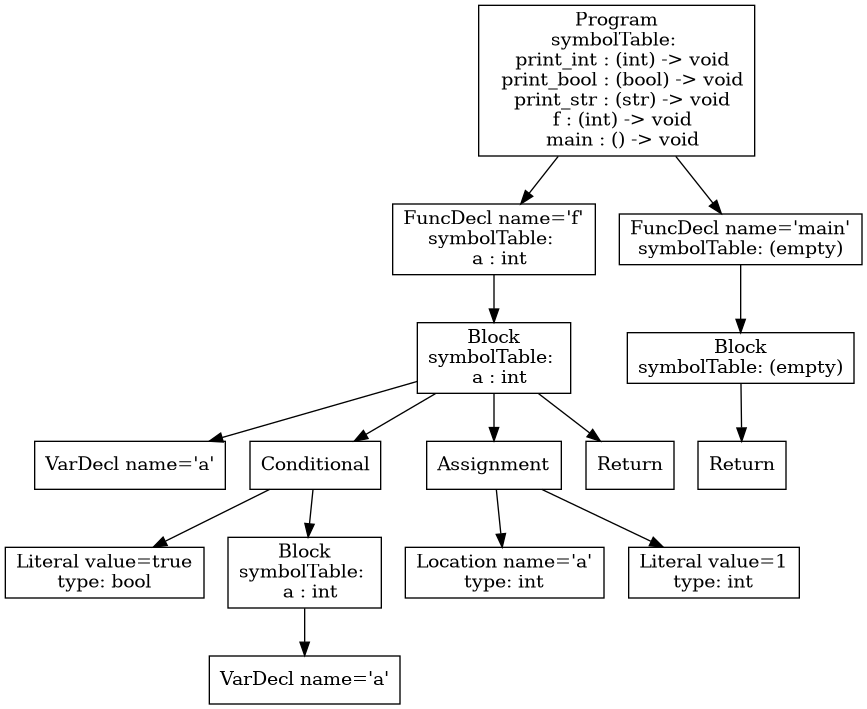 Program
symbolTable:
print_int : (int) -> void
print_bool : (bool) -> void
print_str : (str) -> void
f : (int) -> void
main : () -> void
FuncDecl name='f'
symbolTable:
a : int
FuncDecl name='main'
symbolTable: (empty)
Block
symbolTable:
a : int
Block
symbolTable: (empty)
VarDecl name='a'
Conditional
Assignment
Return
Return
Literal value=true
type: bool
Block
symbolTable:
a : int
Location name='a'
type: int
Literal value=1
type: int
VarDecl name='a'